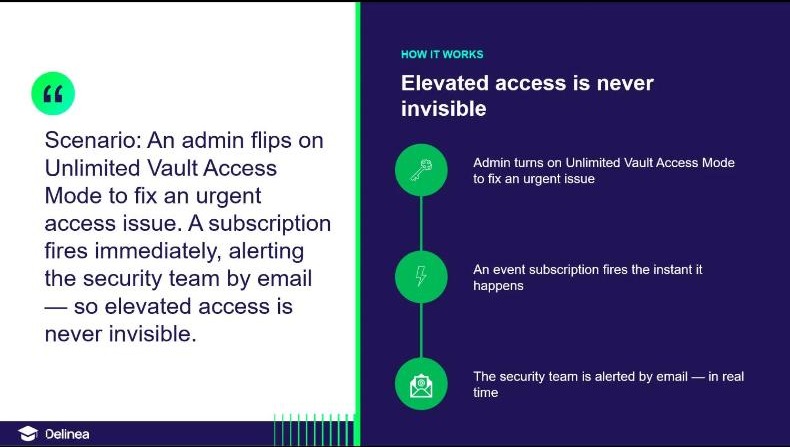 “
Scenario: An admin flips on
Unlimited Vault Access
Mode to fix an urgent
access issue. A subscription
fires immediately, alerting
the security team by email
— so elevated access is
never invisible.
Delinea
HOW IT WORKS
Elevated access is never
invisible
Admin turns on Unlimited Vault Access Mode
to fix an urgent issue
An event subscription fires the instant it
happens
The security team is alerted by email — in real
time